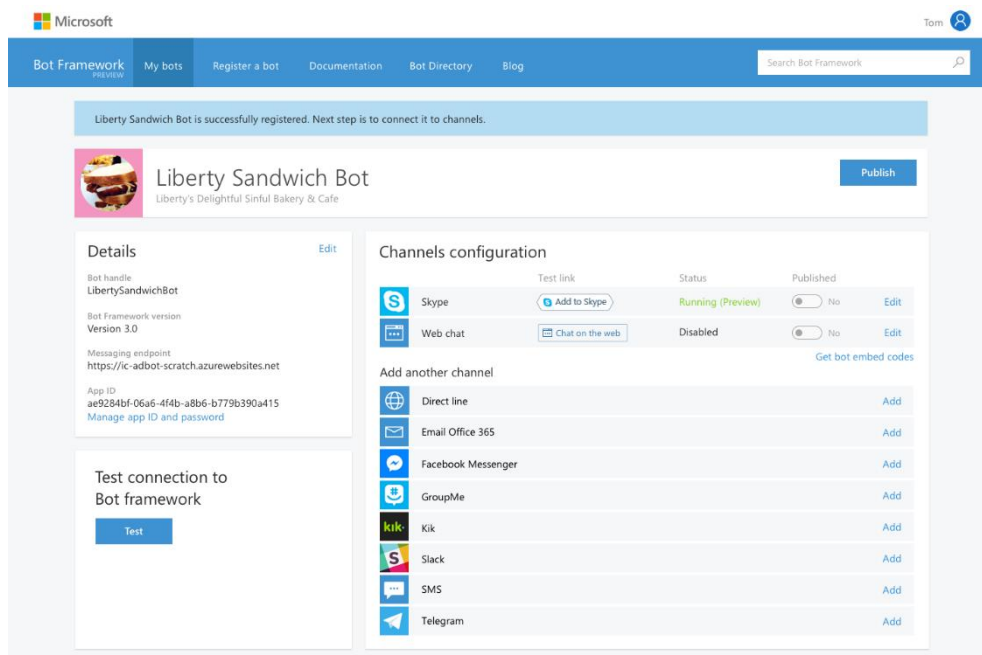 Microsoft
Tom
Bot Framework
PREVIEW
My bots
Register a bot
Documentation
Bot Directory
Blog
Search Bot Framework
Liberty Sandwich Bot is successfully registered. Next step is to connect it to channels.
Liberty Sandwich Bot
Liberty's Delightful Sinful Bakery & Cafe
Publish
Details
Edit
Bot handle
LibertySandwichBot
Bot Framework version
Version 3.0
Messaging endpoint
https://ic-adbot-scratch.azurewebsites.net
App ID
ae9284bf-06a6-4f4b-a8b6-b779b390a415
Manage app ID and password
Test connection to
Bot framework
Test
Channels configuration
Test link Status Published
Skype Add to Skype Running (Preview) No Edit
Web chat Chat on the web Disabled No Edit
Get bot embed codes
Add another channel
Direct line Add
Email Office 365 Add
Facebook Messenger Add
GroupMe Add
kik. Kik Add
Slack Add
SMS Add
Telegram Add